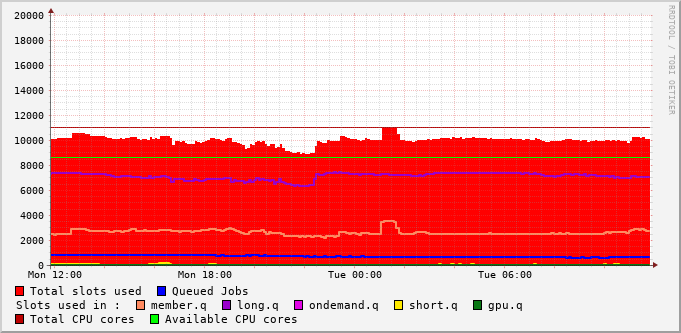 20000
18000
16000
14000
12000
10000
8000
6000
4000
2000
0
Mon 12:00 Mon 18:00 Tue 00:00 Tue 06:00
Total slots used Queued Jobs
Slots used in : member.q long.q ondemand.q short.q gpu.q
Total CPU cores Available CPU cores
RRDTOOL / TOBI OETIKER